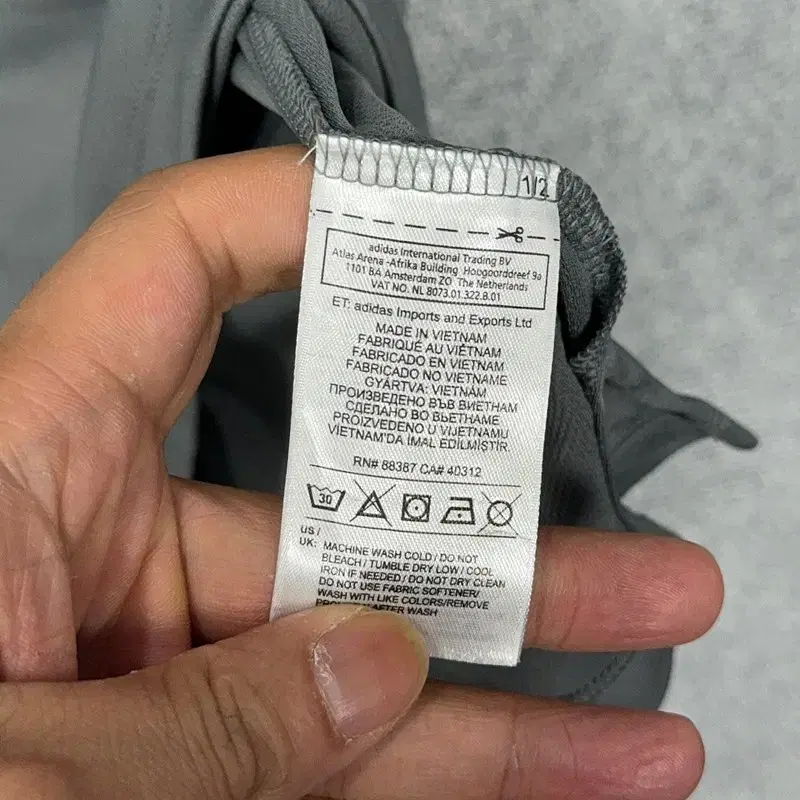 1/2
adidas International Trading BV
Atlas Arena -Afrika Building Hoogoorddreef 9a
1101 BA Amsterdam ZO The Netherlands
VAT NO. NL 8073.01.322.B.01
ET: adidas Imports and Exports Ltd
MADE IN VIETNAM
FABRIQUÉ AU VIÊTNAM
FABRICADO EN VIETNAM
FABRICADO NO VIETNAME
GYÁRTVA: VIETNÁM
ПРОИЗВЕДЕНО ВЪВ ВИЕТНАМ
СДЕЛАНО ВО ВЬЕТНАМЕ
PROIZVEDENO U VIJETNAMU
VİETNAM'DA İMAL EDİLMİŞTİR.
RN# 88387 CA# 40312
30
US /
UK: MACHINE WASH COLD / DO NOT
BLEACH / TUMBLE DRY LOW / COOL
IRON IF NEEDED / DO NOT DRY CLEAN
DO NOT USE FABRIC SOFTENER/
WASH WITH LIKE COLORS/REMOVE
AFTER WASH